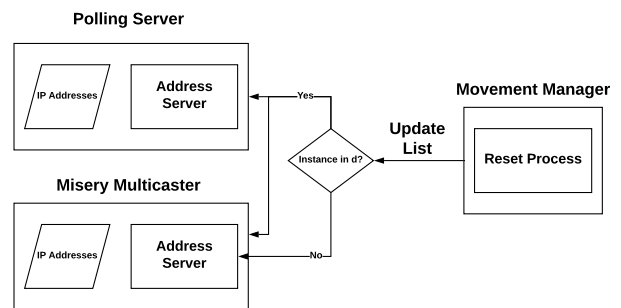 Polling Server
IP Addresses
Address
Server
Yes
Movement Manager
Update
List
Instance in d?
Reset Process
Misery Multicaster
IP Addresses
Address
Server
No